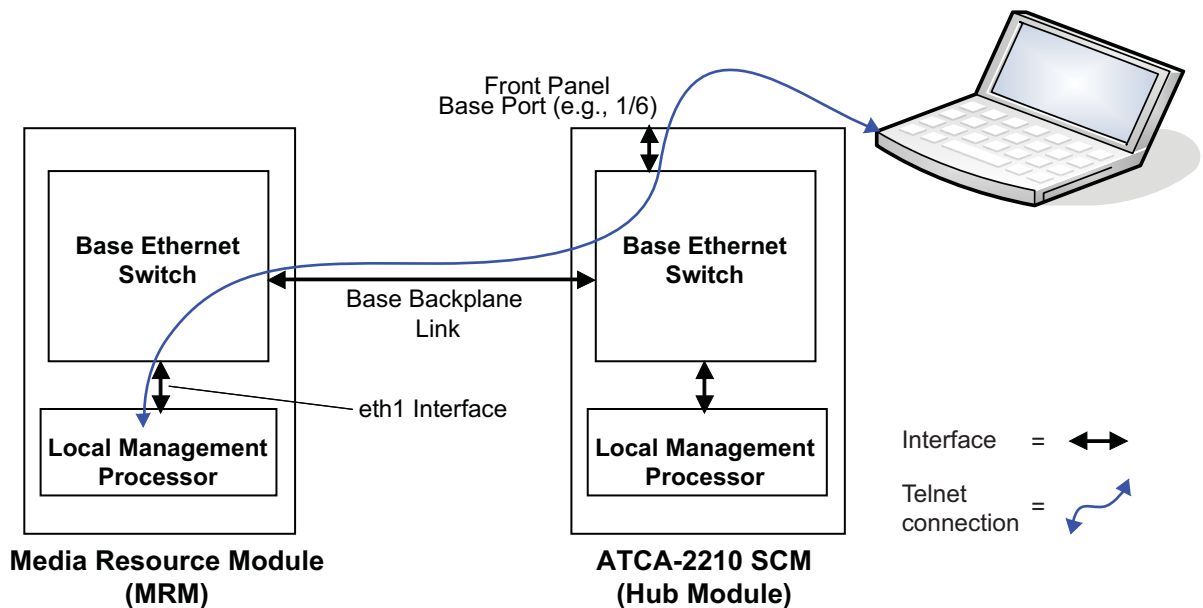 Front Panel
Base Port (e.g., 1/6)
Base Ethernet
Switch
Base Ethernet
Switch
Base Backplane
Link
eth1 Interface
Local Management
Processor
Local Management
Processor
Interface =
Telnet
connection =
Media Resource Module
(MRM)
ATCA-2210 SCM
(Hub Module)